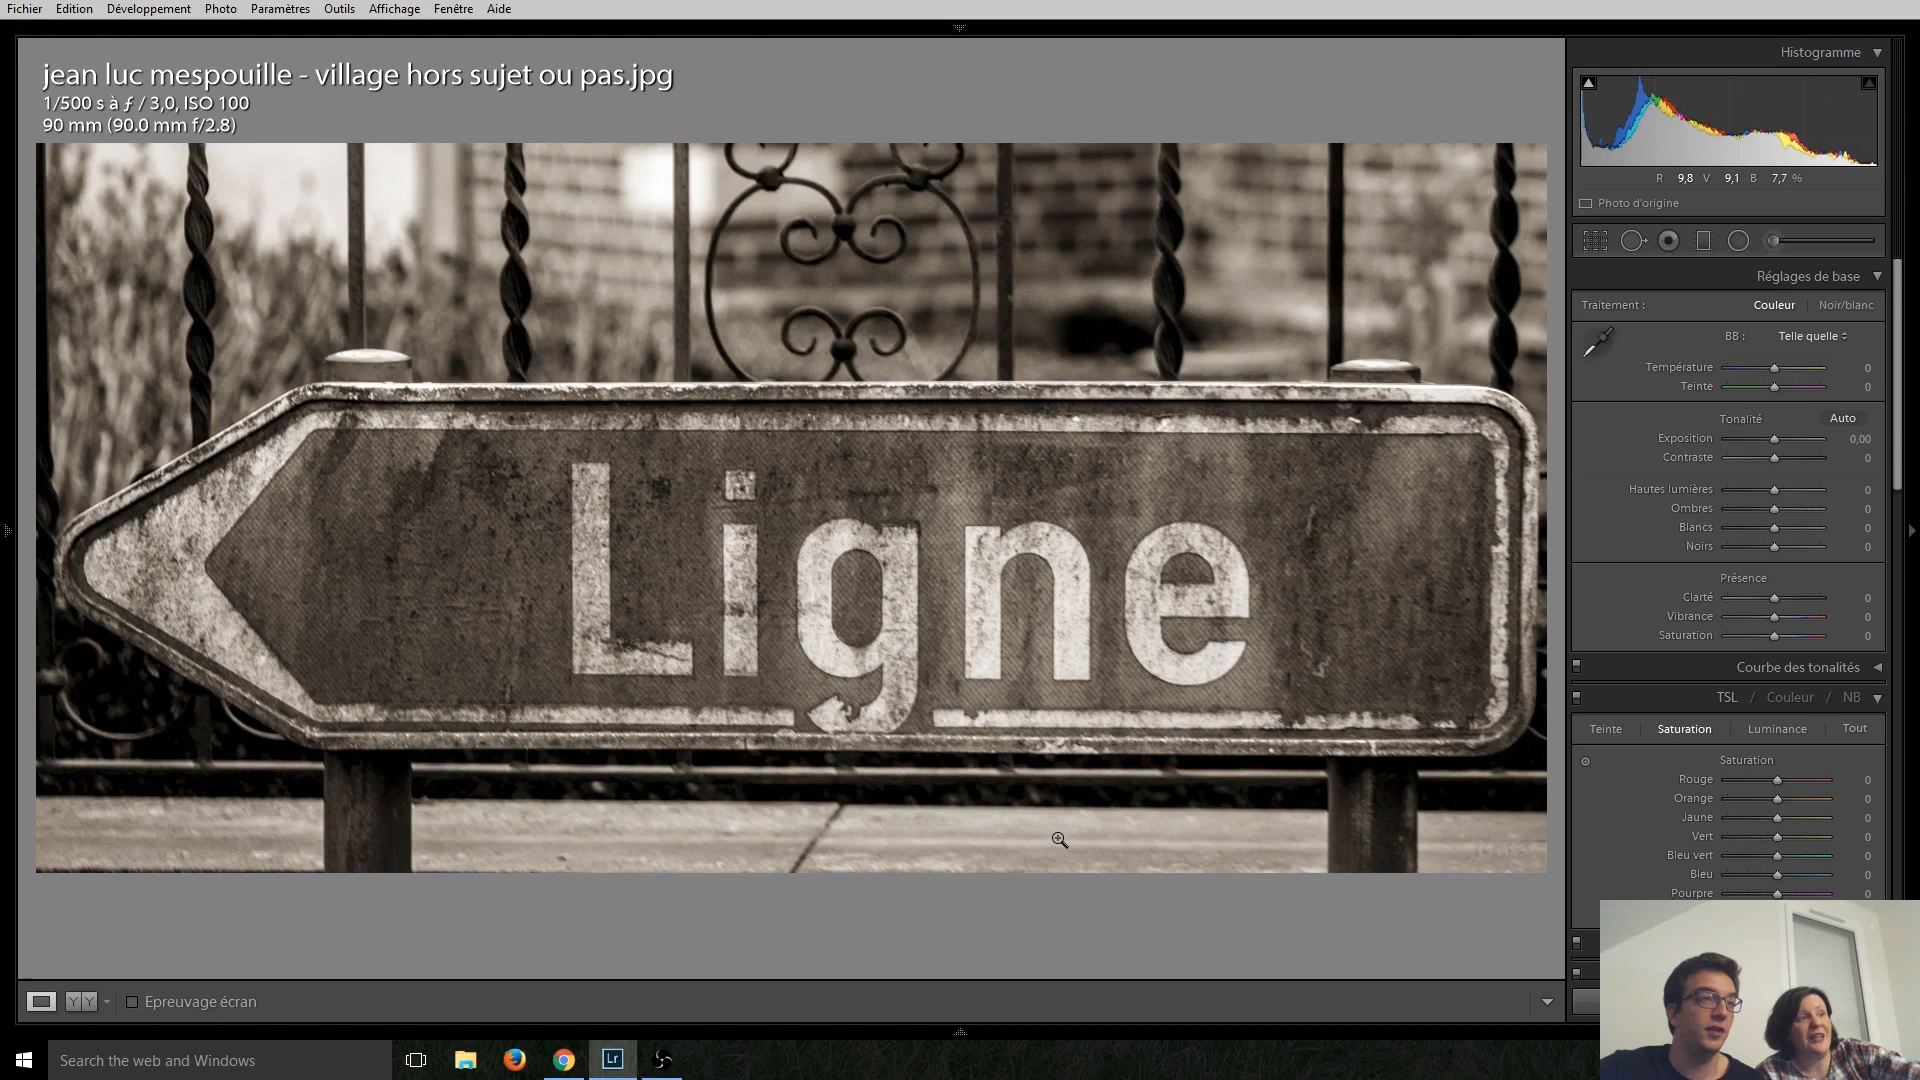 Fichier Edition Développement Photo Paramètres Outils Affichage Fenêtre Aide
jean luc mespouille - village hors sujet ou pas.jpg
1/500 s à ƒ / 3,0, ISO 100
90 mm (90.0 mm f/2.8)
Ligne
Histogramme
R 9,8 V 9,1 B 7,7 %
Photo d'origine
Réglages de base
Traitement : Couleur Noir/blanc
BB : Telle quelle
Température 0
Teinte 0
Tonalité Auto
Exposition 0,00
Contraste 0
Hautes lumières 0
Ombres 0
Blancs 0
Noirs 0
Présence
Clarté 0
Vibrance 0
Saturation 0
Courbe des tonalités
TSL / Couleur / NB
Teinte Saturation Luminance Tout
Saturation
Rouge 0
Orange 0
Jaune 0
Vert 0
Bleu vert 0
Bleu 0
Pourpre 0
YY Epreuvage écran
Search the web and Windows
Lr